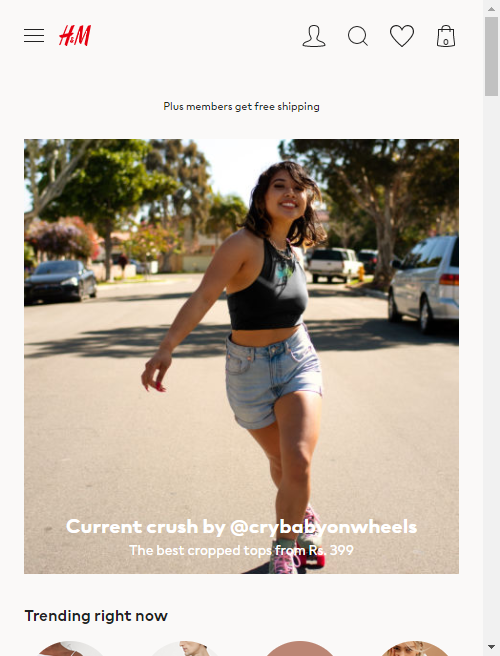 H&M
0
Plus members get free shipping
Current crush by @crybabyonwheels
The best cropped tops from Rs. 399
Trending right now